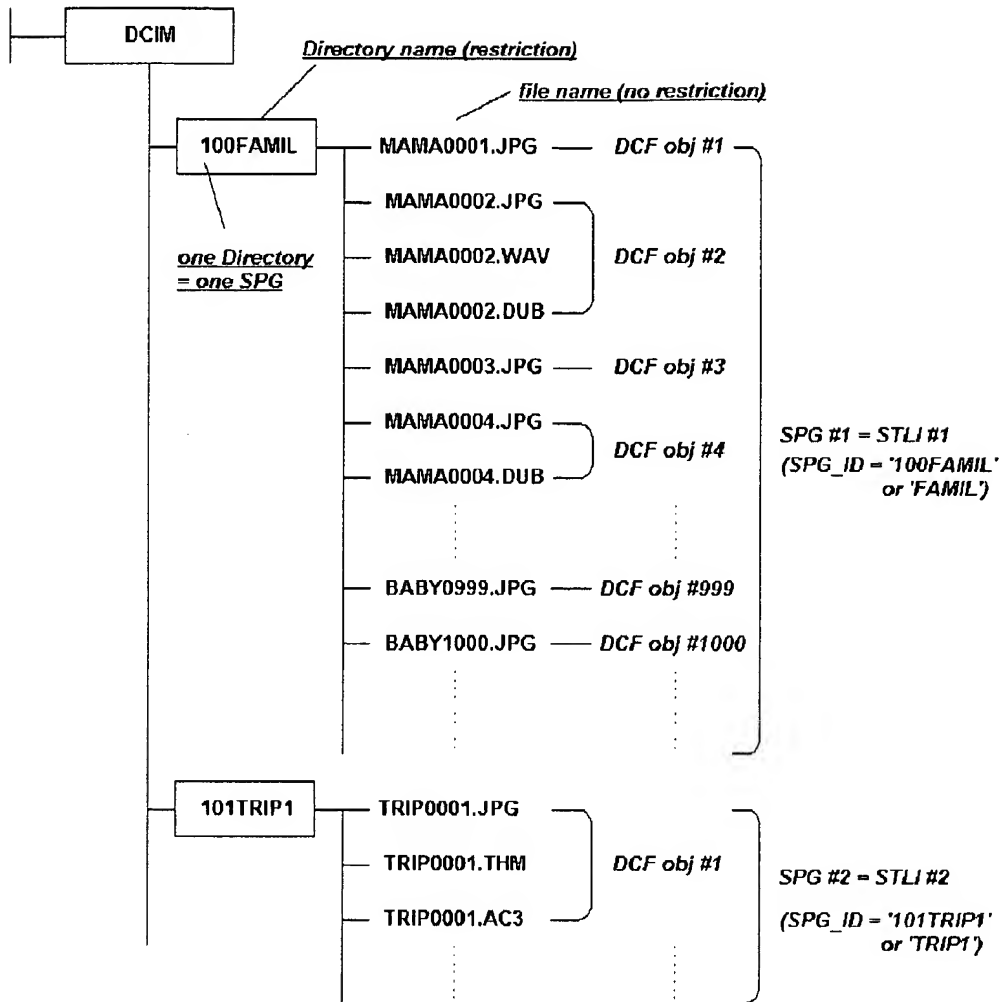 DCIM
Directory name (restriction)
file name (no restriction)
100FAMIL
MAMA0001.JPG
DCF obj #1
MAMA0002.JPG
one Directory
= one SPG
MAMA0002.WAV
DCF obj #2
MAMA0002.DUB
MAMA0003.JPG
DCF obj #3
MAMA0004.JPG
DCF obj #4
MAMA0004.DUB
SPG #1 = STLI #1
(SPG_ID = '100FAMIL'
or 'FAMIL')
BABY0999.JPG
DCF obj #999
BABY1000.JPG
DCF obj #1000
101TRIP1
TRIP0001.JPG
TRIP0001.THM
DCF obj #1
TRIP0001.AC3
SPG #2 = STLI #2
(SPG_ID = '101TRIP1'
or 'TRIP1')